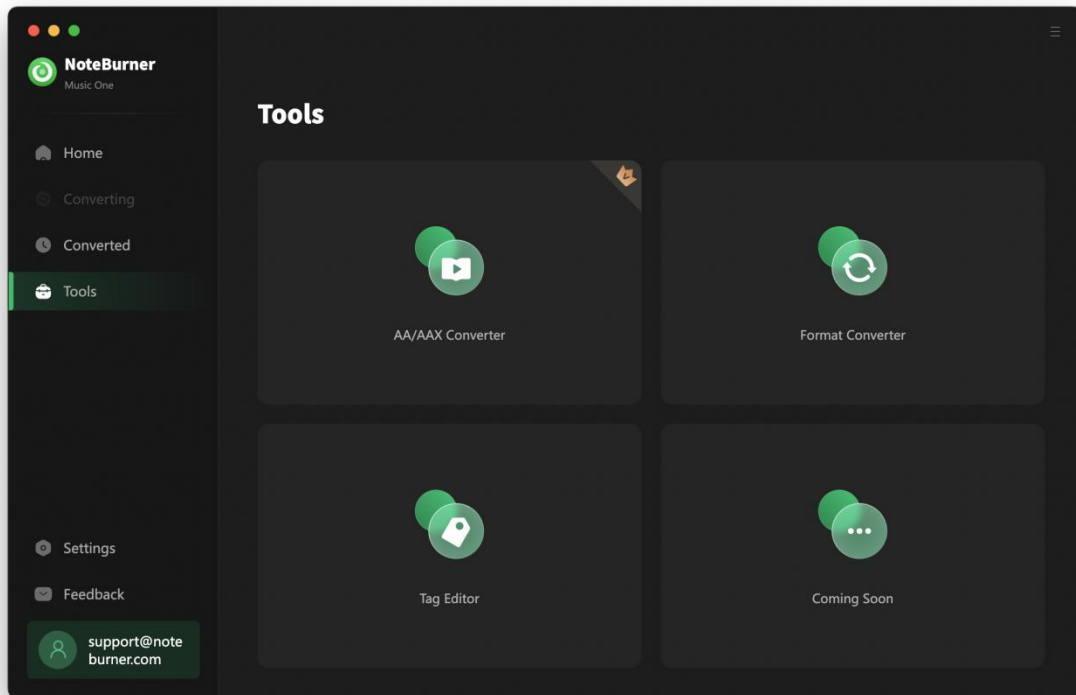 NoteBurner
Music One
Home
Converting
Converted
Tools
Settings
Feedback
support@note
burner.com
Tools
AA/AAX Converter
Format Converter
Tag Editor
Coming Soon